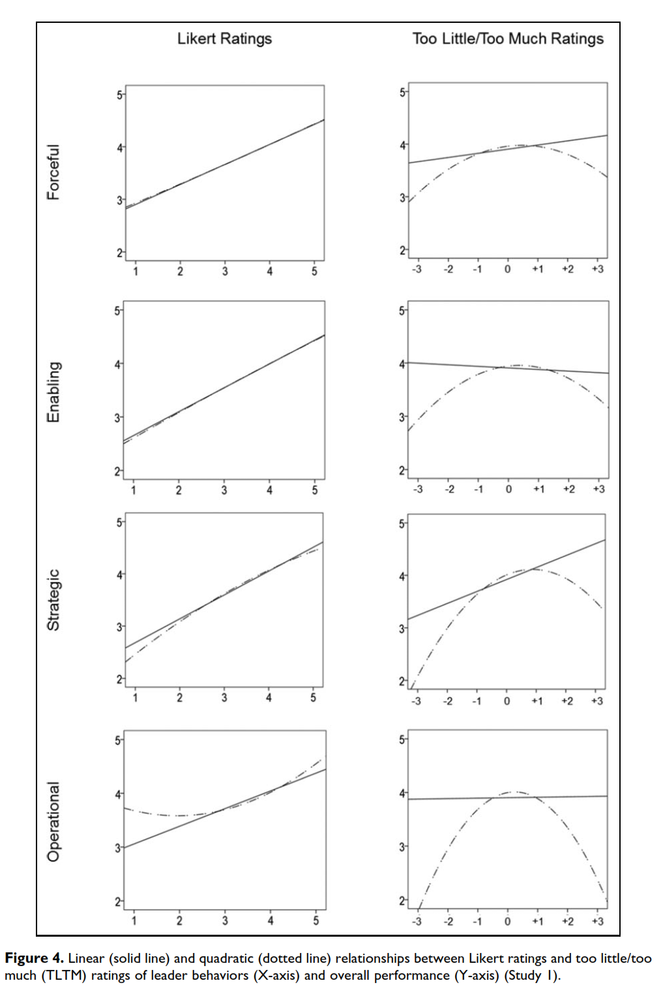 Likert Ratings
Too Little/Too Much Ratings
Forceful
5
4
3
2
1 2 3 4 5
5
4
3
2
-3 -2 -1 0 +1 +2 +3
Enabling
5
4
3
2
1 2 3 4 5
5
4
3
2
-3 -2 -1 0 +1 +2 +3
Strategic
5
4
3
2
1 2 3 4 5
5
4
3
2
-3 -2 -1 0 +1 +2 +3
Operational
5
4
3
2
1 2 3 4 5
5
4
3
2
-3 -2 -1 0 +1 +2 +3
Figure 4. Linear (solid line) and quadratic (dotted line) relationships between Likert ratings and too little/too
much (TLTM) ratings of leader behaviors (X-axis) and overall performance (Y-axis) (Study 1).